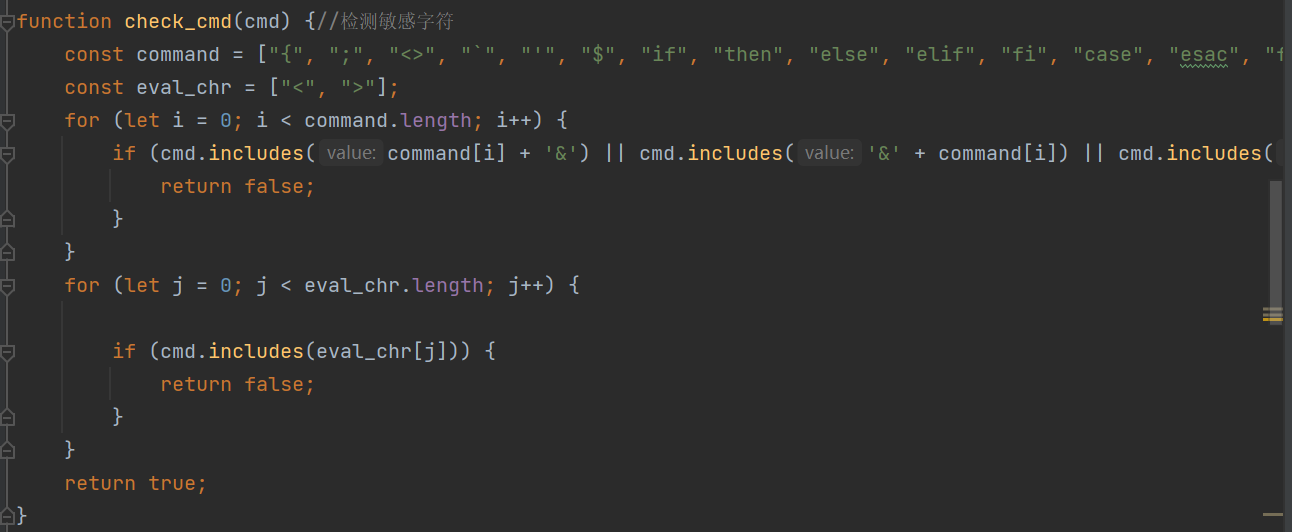 function check_cmd(cmd) {//检测敏感字符
const command = ["{", ";", "<>", "`", "'", "$", "if", "then", "else", "elif", "fi", "case", "esac", "f
const eval_chr = ["<", ">"];
for (let i = 0; i < command.length; i++) {
if (cmd.includes( value: command[i] + '&') || cmd.includes( value: '&' + command[i]) || cmd.includes(
return false;
}
}
for (let j = 0; j < eval_chr.length; j++) {
if (cmd.includes(eval_chr[j])) {
return false;
}
}
return true;
}